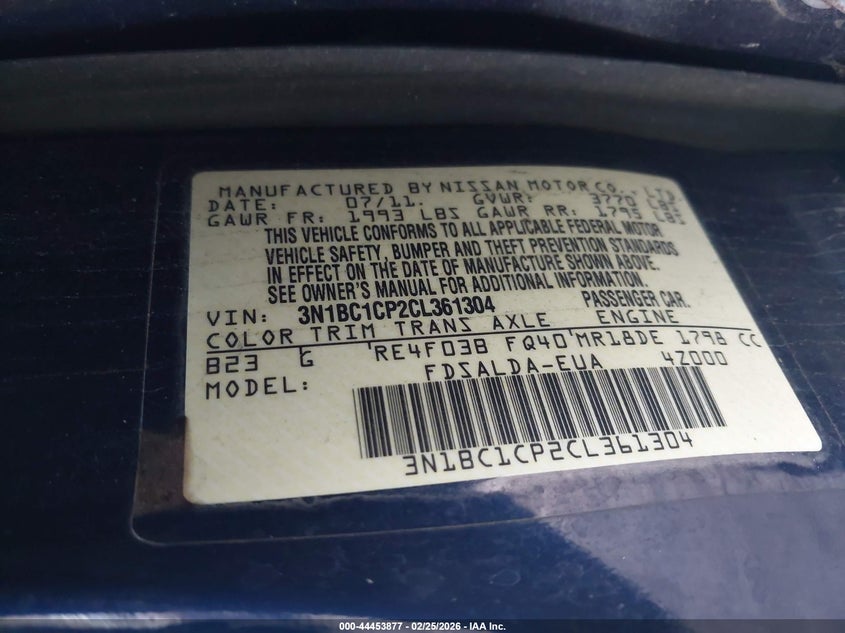 MANUFACTURED BY NISSAN MOTOR CO., LTD.
DATE: 07/11. GVWR: 3770 LBS
GAWR FR: 1993 LBS GAWR RR: 1795 LBS
THIS VEHICLE CONFORMS TO ALL APPLICABLE FEDERAL MOTOR
VEHICLE SAFETY, BUMPER AND THEFT PREVENTION STANDARDS
IN EFFECT ON THE DATE OF MANUFACTURE SHOWN ABOVE.
SEE OWNER'S MANUAL FOR ADDITIONAL INFORMATION.
VIN: 3N1BC1CP2CL361304 PASSENGER CAR.
COLOR TRIM TRANS AXLE ENGINE
B23 G RE4F03B FQ40 MR18DE 1798 CC
MODEL: FDSALDA-EUA 4Z000
3N1BC1CP2CL361304
000-44453877 - 02/25/2026 - IAA Inc.